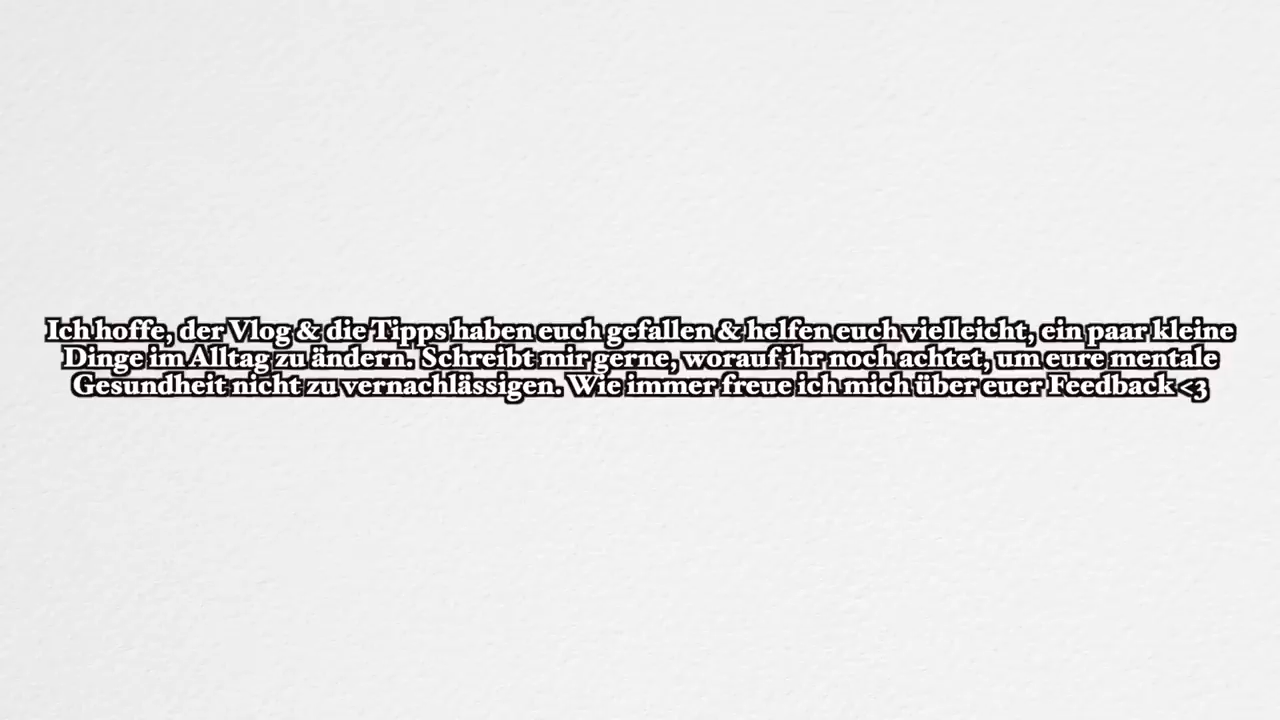 Ich hoffe, der Vlog & die Tipps haben euch gefallen & helfen euch vielleicht, ein paar kleine
Dinge im Alltag zu ändern. Schreibt mir gerne, worauf ihr noch achtet, um eure mentale
Gesundheit nicht zu vernachlässigen. Wie immer freue ich mich über euer Feedback <3